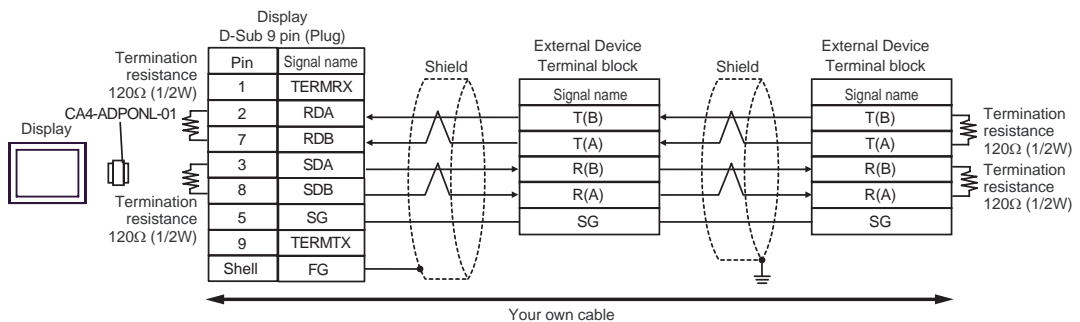 Display
D-Sub 9 pin (Plug)
Termination
resistance
120Ω (1/2W)
CA4-ADPONL-01
Display
Termination
resistance
120Ω (1/2W)
Pin Signal name
1 TERMRX
2 RDA
7 RDB
3 SDA
8 SDB
5 SG
9 TERMTX
Shell FG
Shield
External Device
Terminal block
Signal name
T(B)
T(A)
R(B)
R(A)
SG
Shield
External Device
Terminal block
Signal name
T(B)
T(A)
R(B)
R(A)
SG
Termination
resistance
120Ω (1/2W)
Termination
resistance
120Ω (1/2W)
Your own cable